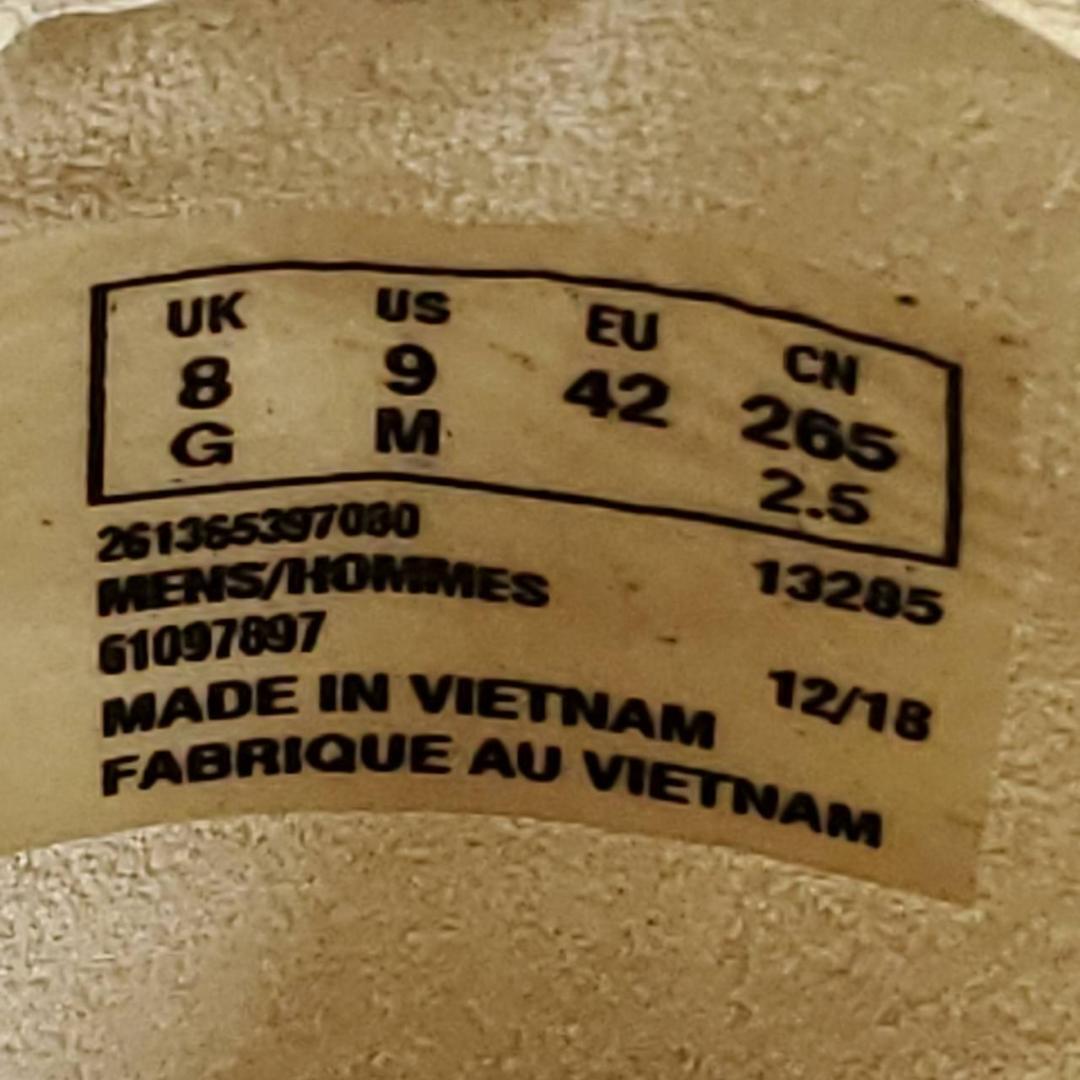 UK US EU CN
8 9 42 265
G M 2.5
261365397080
MENS/HOMMES 13285
61097897
MADE IN VIETNAM 12/18
FABRIQUE AU VIETNAM